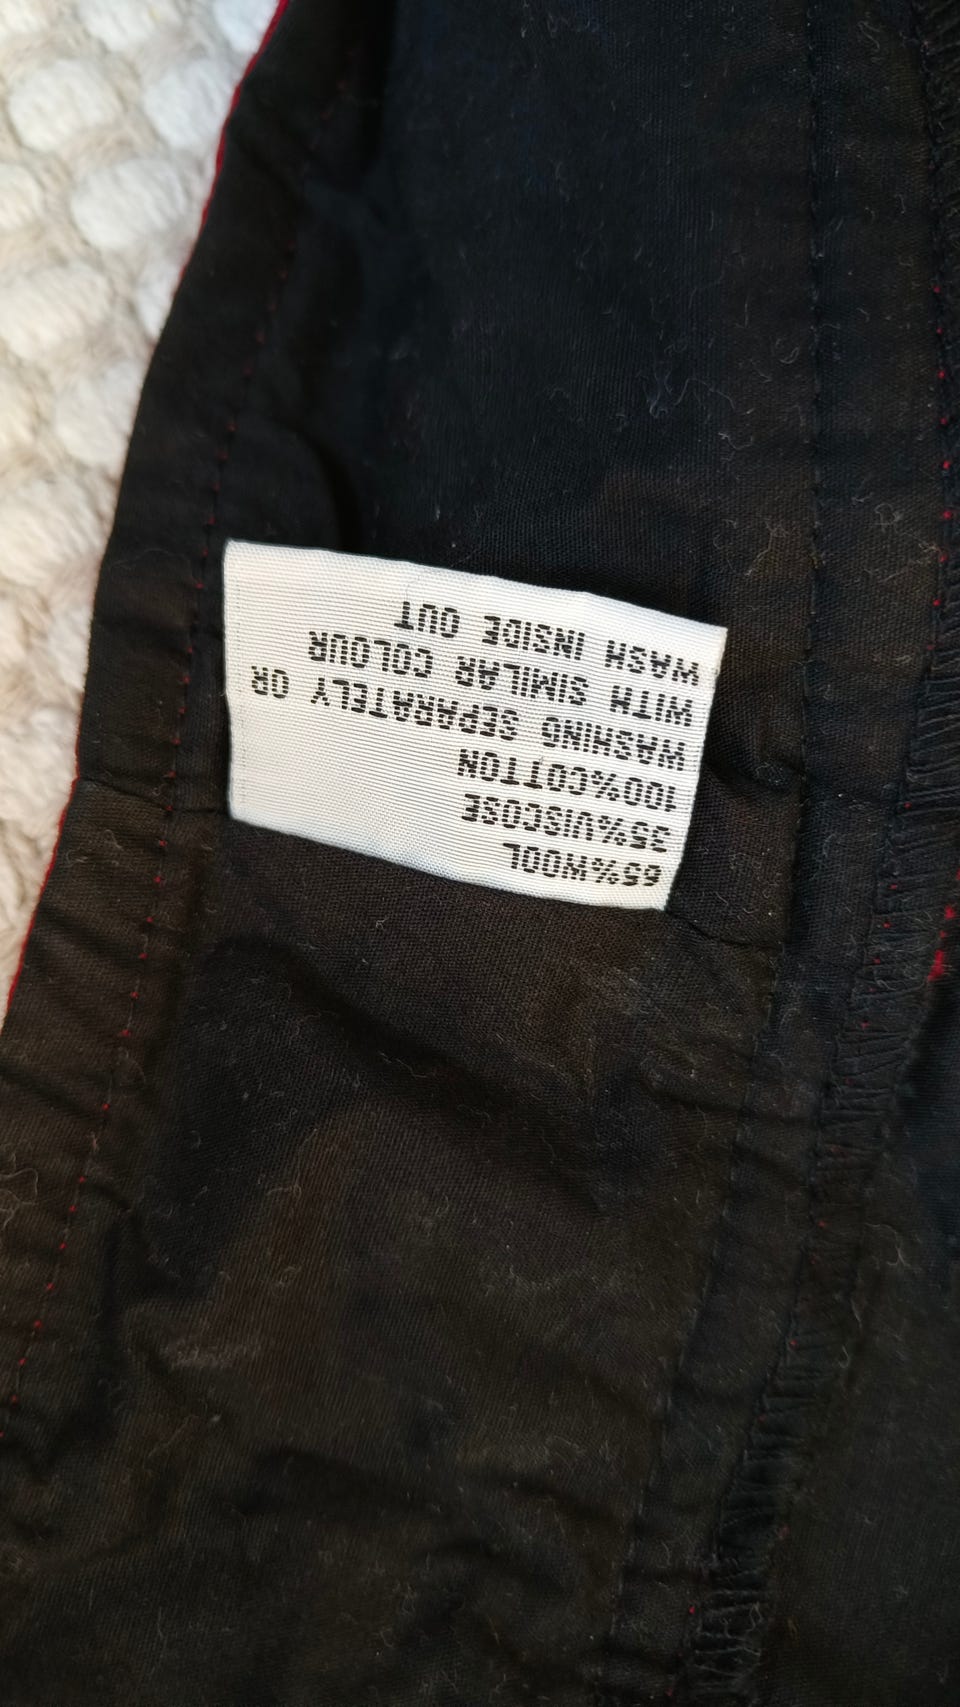 65%WOOL
35%VISCOSE
100%COTTON
WASHING SEPARATELY OR
WITH SIMILAR COLOUR
WASH INSIDE OUT